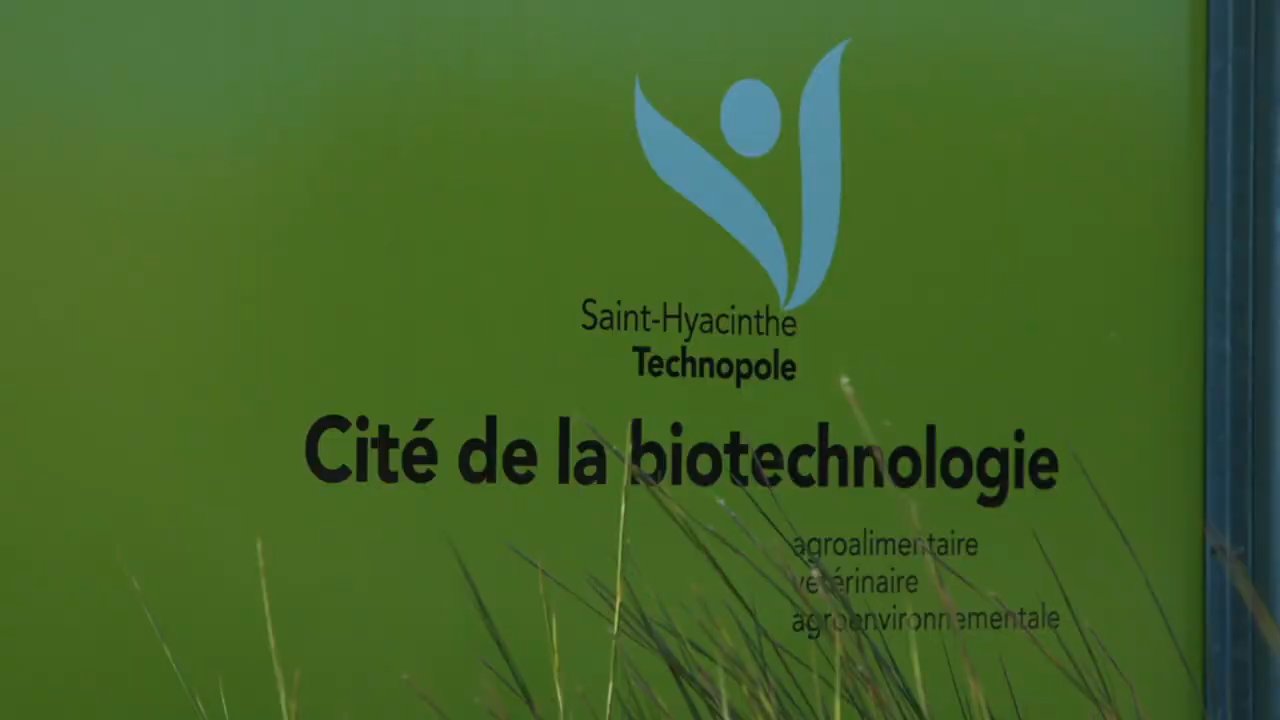 Saint-Hyacinthe
Technopole
Cité de la biotechnologie
agroalimentaire
vétérinaire
agroenvironnementale